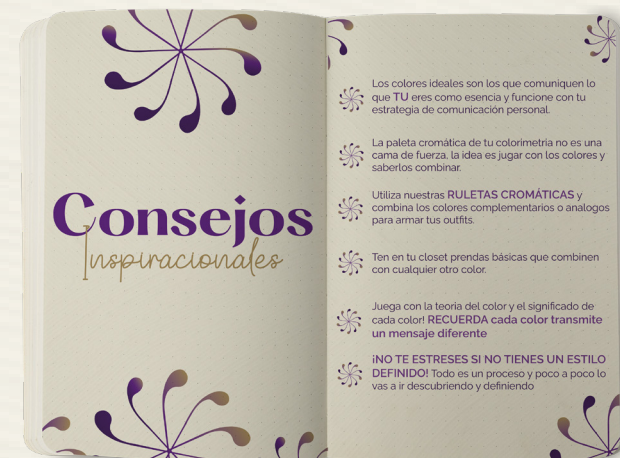 Consejos
Inspiracionales
Los colores ideales son los que comuniquen lo
que TU eres como esencia y funcione con tu
estrategia de comunicación personal.
La paleta cromática de tu colorimetria no es una
cama de fuerza, la idea es jugar con los colores y
saberlos combinar.
Utiliza nuestras RULETAS CROMÁTICAS y
combina los colores complementarios o analogos
para armar tus outfits.
Ten en tu closet prendas básicas que combinen
con cualquier otro color.
Juega con la teoria del color y el significado de
cada color! RECUERDA cada color transmite
un mensaje diferente
¡NO TE ESTRESES SI NO TIENES UN ESTILO
DEFINIDO! Todo es un proceso y poco a poco lo
vas a ir descubriendo y definiendo